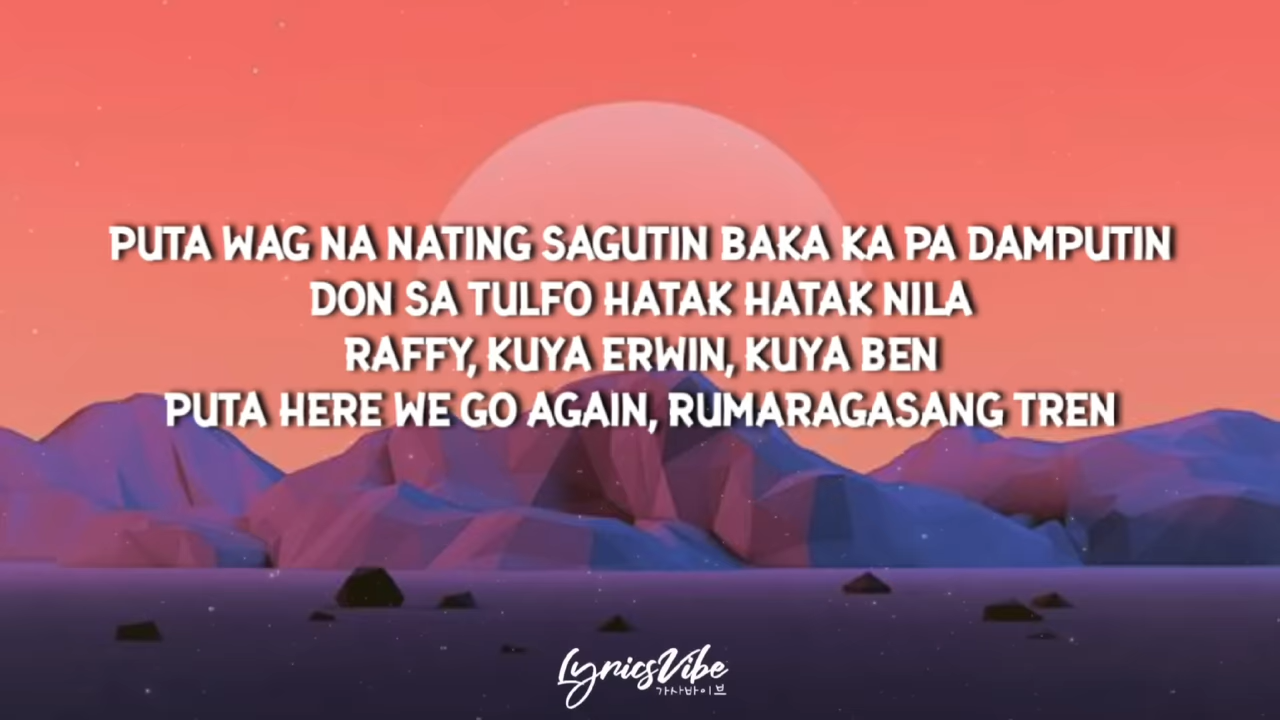 PUTA WAG NA NATING SAGUTIN BAKA KA PA DAMPUTIN
DON SA TULFO HATAK HATAK NILA
RAFFY, KUYA ERWIN, KUYA BEN
PUTA HERE WE GO AGAIN, RUMARAGASANG TREN
LyricsVibe
가사바이브